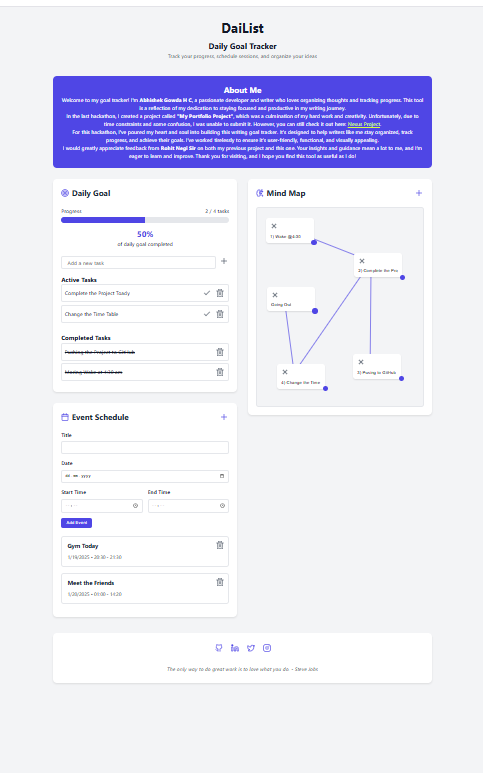 DaiList
Daily Goal Tracker
Track your progress, schedule sessions, and organize your ideas
About Me
Welcome to my goal tracker! I'm Abhishek Gowda H C, a passionate developer and writer who loves organizing thoughts and tracking progress. This tool
is a reflection of my dedication to staying focused and productive in my writing journey.
In the last hackathon, I created a project called "My Portfolio Project", which was a culmination of my hard work and creativity. Unfortunately, due to
time constraints and some confusion, I was unable to submit it. However, you can still check it out here: Nexus Project.
For this hackathon, I've poured my heart and soul into building this writing goal tracker. It's designed to help writers like me stay organized, track
progress, and achieve their goals. I've worked tirelessly to ensure it's user-friendly, functional, and visually appealing.
I would greatly appreciate feedback from Rohit Negi Sir on both my previous project and this one. Your insights and guidance mean a lot to me, and I'm
eager to learn and improve. Thank you for visiting, and I hope you find this tool as useful as I do!
Daily Goal
Progress 2 / 4 tasks
50%
of daily goal completed
Add a new task
Active Tasks
Complete the Project Toady
Change the Time Table
Completed Tasks
Pushing the Project to GitHub
Event Schedule
Title
Date
yyyy
Start Time End Time
Add Event
Gym Today
1/16/2025 • 20:30 - 21:30
Meet the Friends
1/20/2025 • 01:00 - 14:20
Mind Map
1) Wake @4:30
2) Complete the Pro
Going Out
4) Change the Time
3) Pusing to GitHub
The only way to do great work is to love what you do. – Steve Jobs